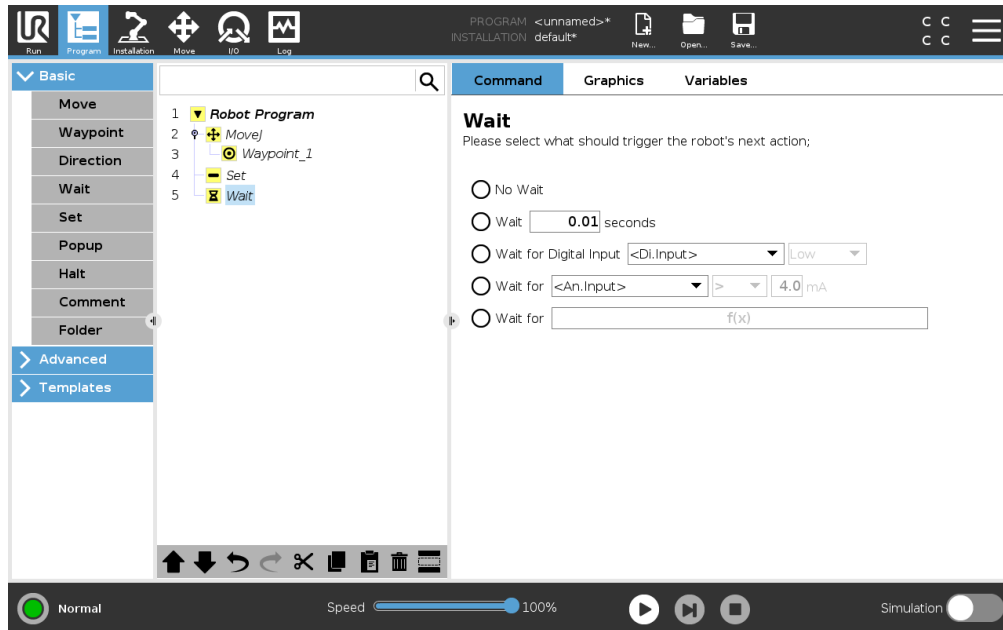 PROGRAM <unnamed>*
INSTALLATION default*
UR
Run Program Installation Move I/O Log
New... Open... Save...
C C
C C
Basic
Move
Waypoint
Direction
Wait
Set
Popup
Halt
Comment
Folder
Advanced
Templates
1 Robot Program
2 MoveJ
3 Waypoint_1
4 Set
5 Wait
Command Graphics Variables
Wait
Please select what should trigger the robot's next action;
No Wait
Wait 0.01 seconds
Wait for Digital Input <Di.Input> Low
Wait for <An.Input> > 4.0 mA
Wait for f(x)
Normal
Speed 100%
Simulation